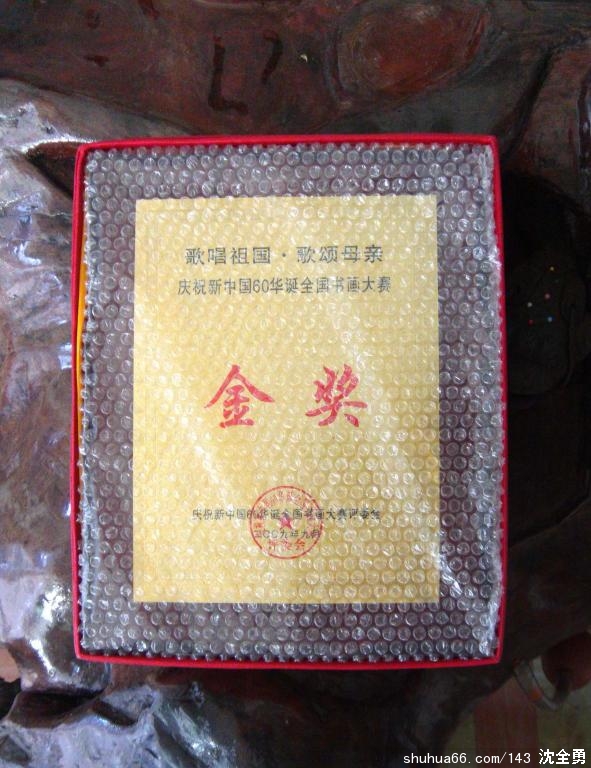 歌唱祖国·歌颂母亲
庆祝新中国60华诞全国书画大赛
金奖
庆祝新中国60华诞全国书画大赛评委会
二〇〇九年九月
shuhua66.com/143 沈全勇